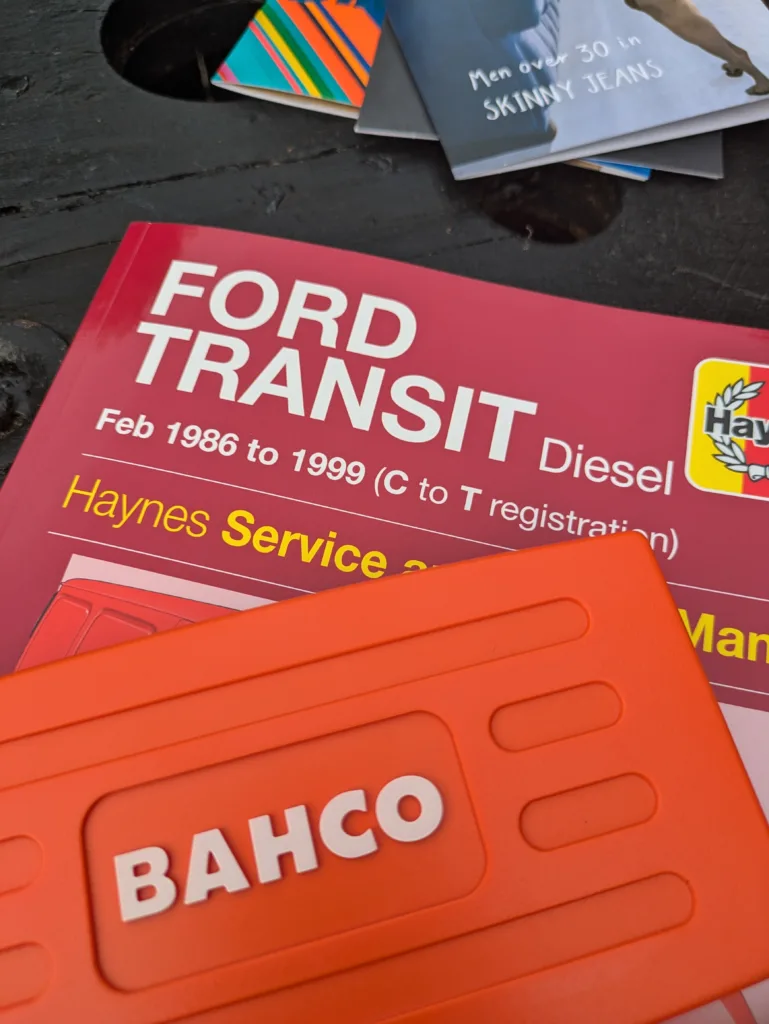 Men over 30 in
SKINNY JEANS
FORD
TRANSIT Diesel
Feb 1986 to 1999 (C to T registration)
Haynes Service
BAHCO